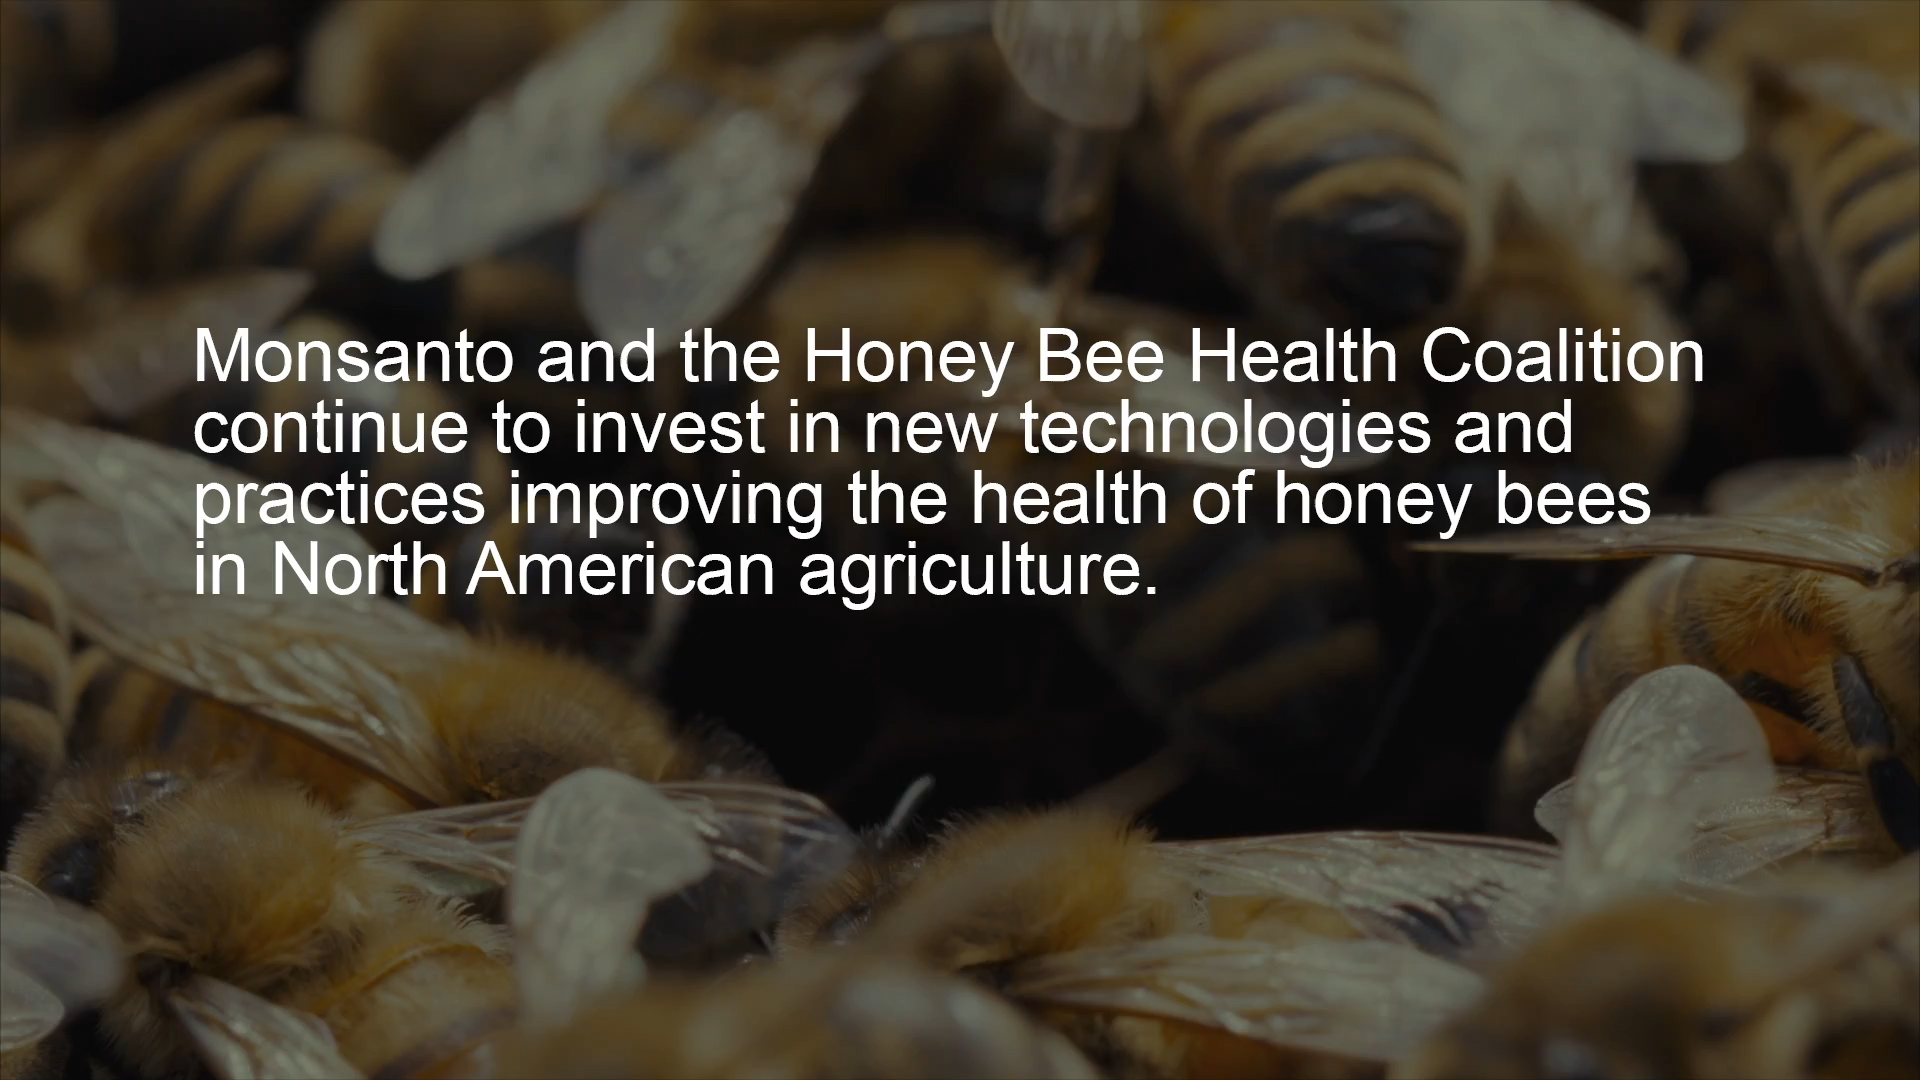 Monsanto and the Honey Bee Health Coalition
continue to invest in new technologies and
practices improving the health of honey bees
in North American agriculture.